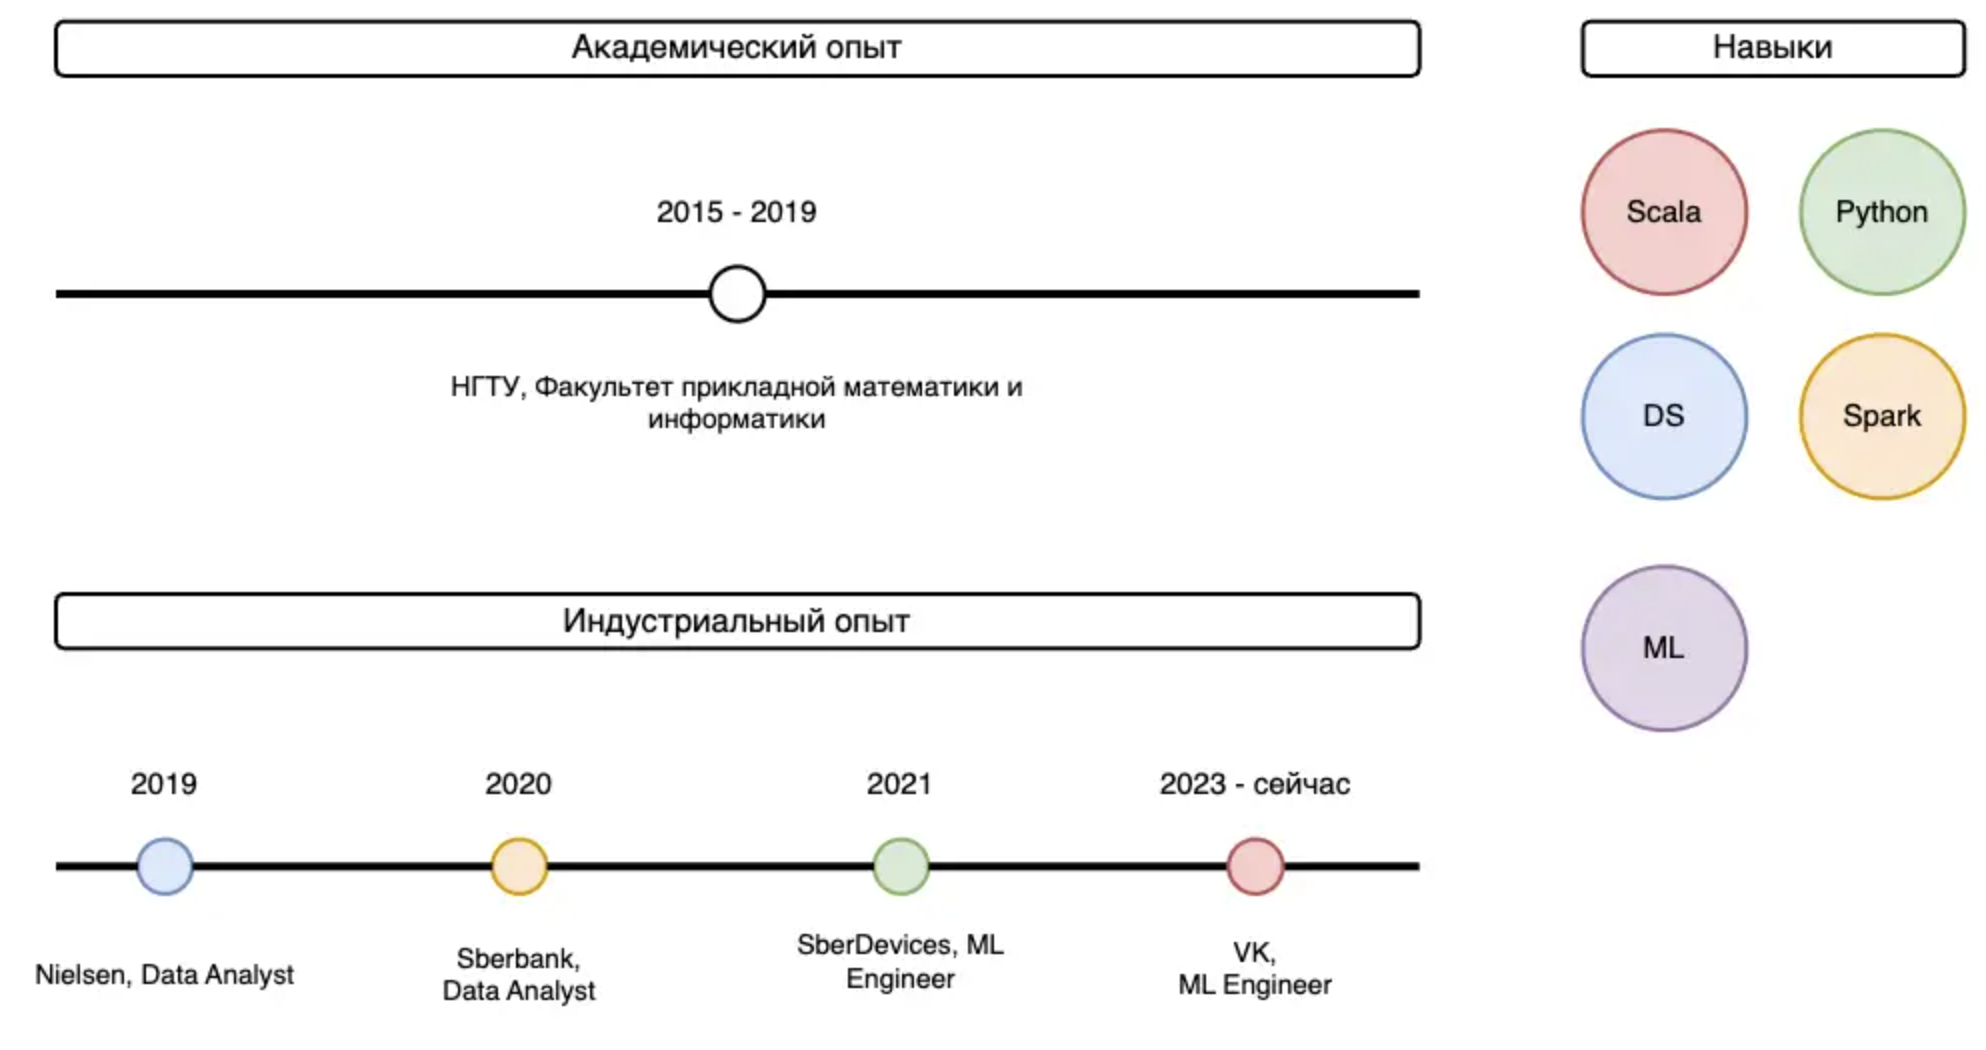 Академический опыт
2015 - 2019
НГТУ, Факультет прикладной математики и
информатики
Индустриальный опыт
2019
2020
2021
2023 - сейчас
Nielsen, Data Analyst
Sberbank,
Data Analyst
SberDevices, ML
Engineer
VK,
ML Engineer
Навыки
Scala
Python
DS
Spark
ML